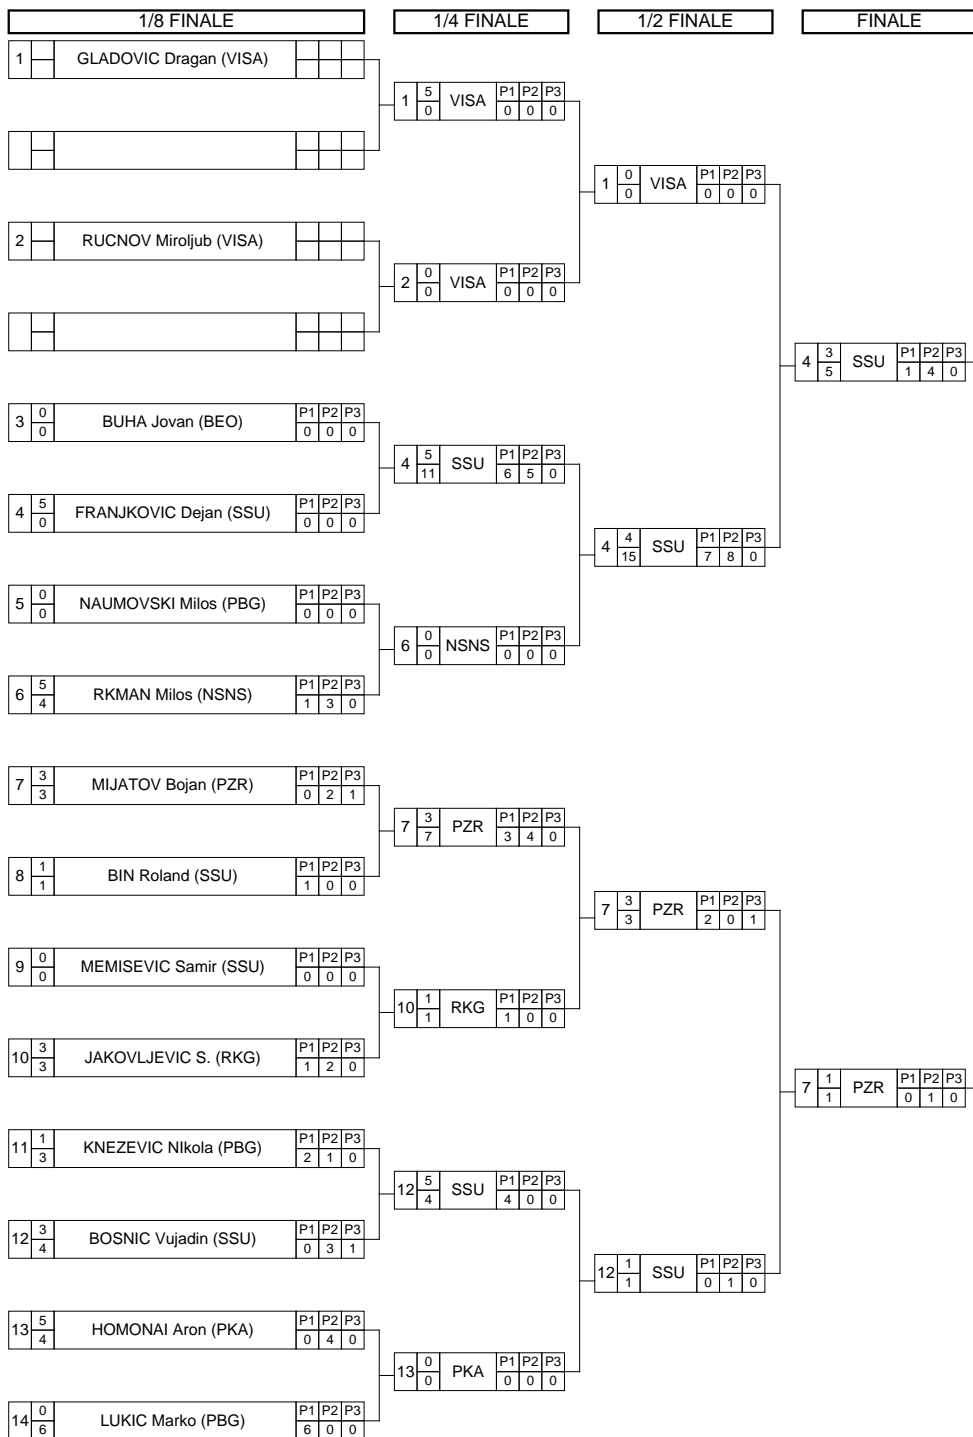 1/8 FINALE 1/4 FINALE 1/2 FINALE FINALE
1 GLADOVIC Dragan (VISA)
1 5 0 VISA P1 P2 P3 0 0 0
1 0 0 VISA P1 P2 P3 0 0 0
2 RUCNOV Miroljub (VISA)
2 0 0 VISA P1 P2 P3 0 0 0
4 3 5 SSU P1 P2 P3 1 4 0
3 0 0 BUHA Jovan (BEO) P1 P2 P3 0 0 0
4 5 11 SSU P1 P2 P3 6 5 0
4 5 0 FRANJKOVIC Dejan (SSU) P1 P2 P3 0 0 0
4 4 15 SSU P1 P2 P3 7 8 0
5 0 0 NAUMOVSKI Milos (PBG) P1 P2 P3 0 0 0
6 0 0 NSNS P1 P2 P3 0 0 0
6 5 4 RKMAN Milos (NSNS) P1 P2 P3 1 3 0
7 3 3 MIJATOV Bojan (PZR) P1 P2 P3 0 2 1
7 3 7 PZR P1 P2 P3 3 4 0
8 1 1 BIN Roland (SSU) P1 P2 P3 1 0 0
7 3 3 PZR P1 P2 P3 2 0 1
9 0 0 MEMISEVIC Samir (SSU) P1 P2 P3 0 0 0
10 1 1 RKG P1 P2 P3 1 0 0
10 3 3 JAKOVLJEVIC S. (RKG) P1 P2 P3 1 2 0
7 1 1 PZR P1 P2 P3 0 1 0
11 1 3 KNEZEVIC NIkola (PBG) P1 P2 P3 2 1 0
12 5 4 SSU P1 P2 P3 4 0 0
12 3 4 BOSNIC Vujadin (SSU) P1 P2 P3 0 3 1
12 1 1 SSU P1 P2 P3 0 1 0
13 5 4 HOMONAI Aron (PKA) P1 P2 P3 0 4 0
13 0 0 PKA P1 P2 P3 0 0 0
14 0 6 LUKIC Marko (PBG) P1 P2 P3 6 0 0